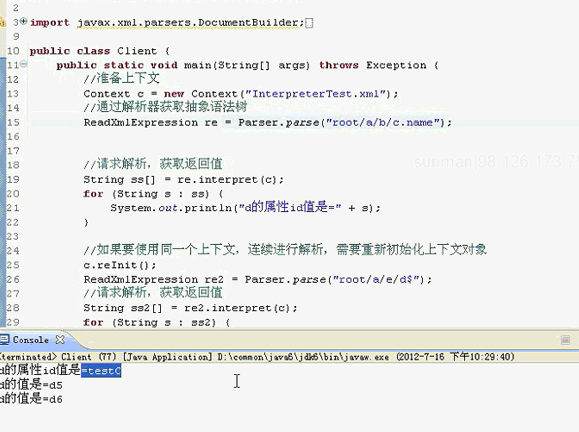 2
3 import javax.xml.parsers.DocumentBuilder;
9
10 public class Client {
11 public static void main(String[] args) throws Exception {
12 //准备上下文
13 Context c = new Context("InterpreterTest.xml");
14 //通过解析器获取抽象语法树
15 ReadXmlExpression re = Parser.parse("root/a/b/c.name");
16
17
18 //请求解析，获取返回值
19 String ss[] = re.interpret(c);
20 for (String s : ss) {
21 System.out.println("d的属性id值是=" + s);
22 }
23
24 //如果要使用同一个上下文，连续进行解析，需要重新初始化上下文对象
25 c.reInit();
26 ReadXmlExpression re2 = Parser.parse("root/a/e/d$");
27 //请求解析，获取返回值
28 String ss2[] = re2.interpret(c);
29 for (String s : ss2) {
Console
terminated> Client (77) [Java Application] D:\common\java6\jdk6\bin\javaw.exe (2012-7-16 下午10:29:40)
d的属性id值是=testC
d的值是=d5
d的值是=d6